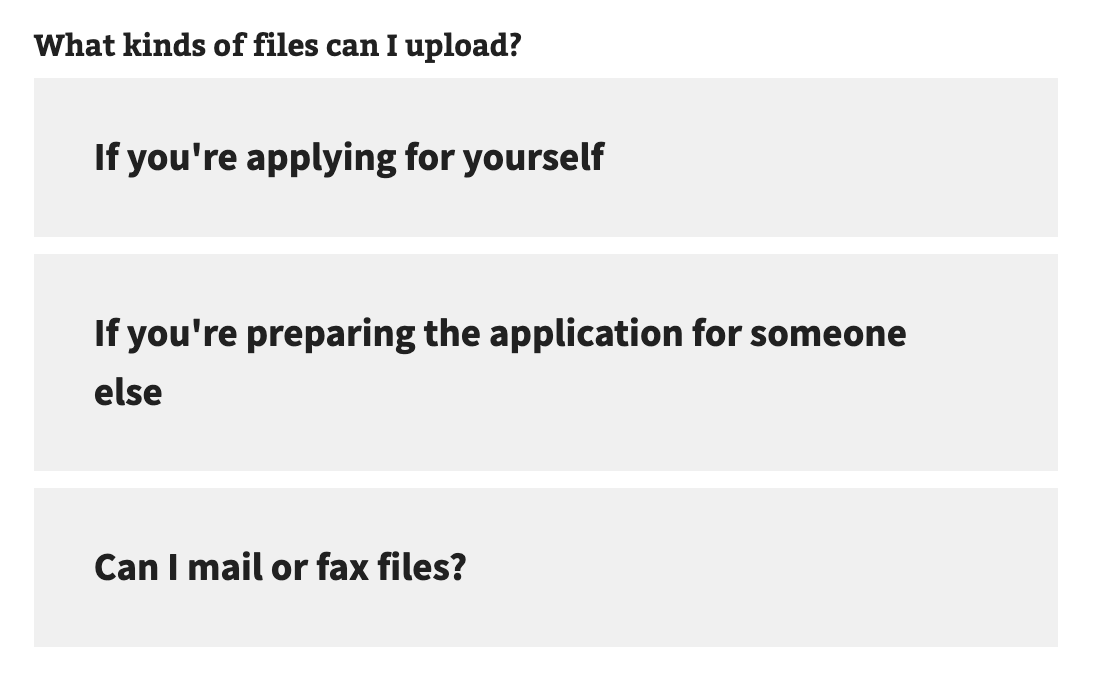 What kinds of files can I upload?
If you're applying for yourself
If you're preparing the application for someone
else
Can I mail or fax files?